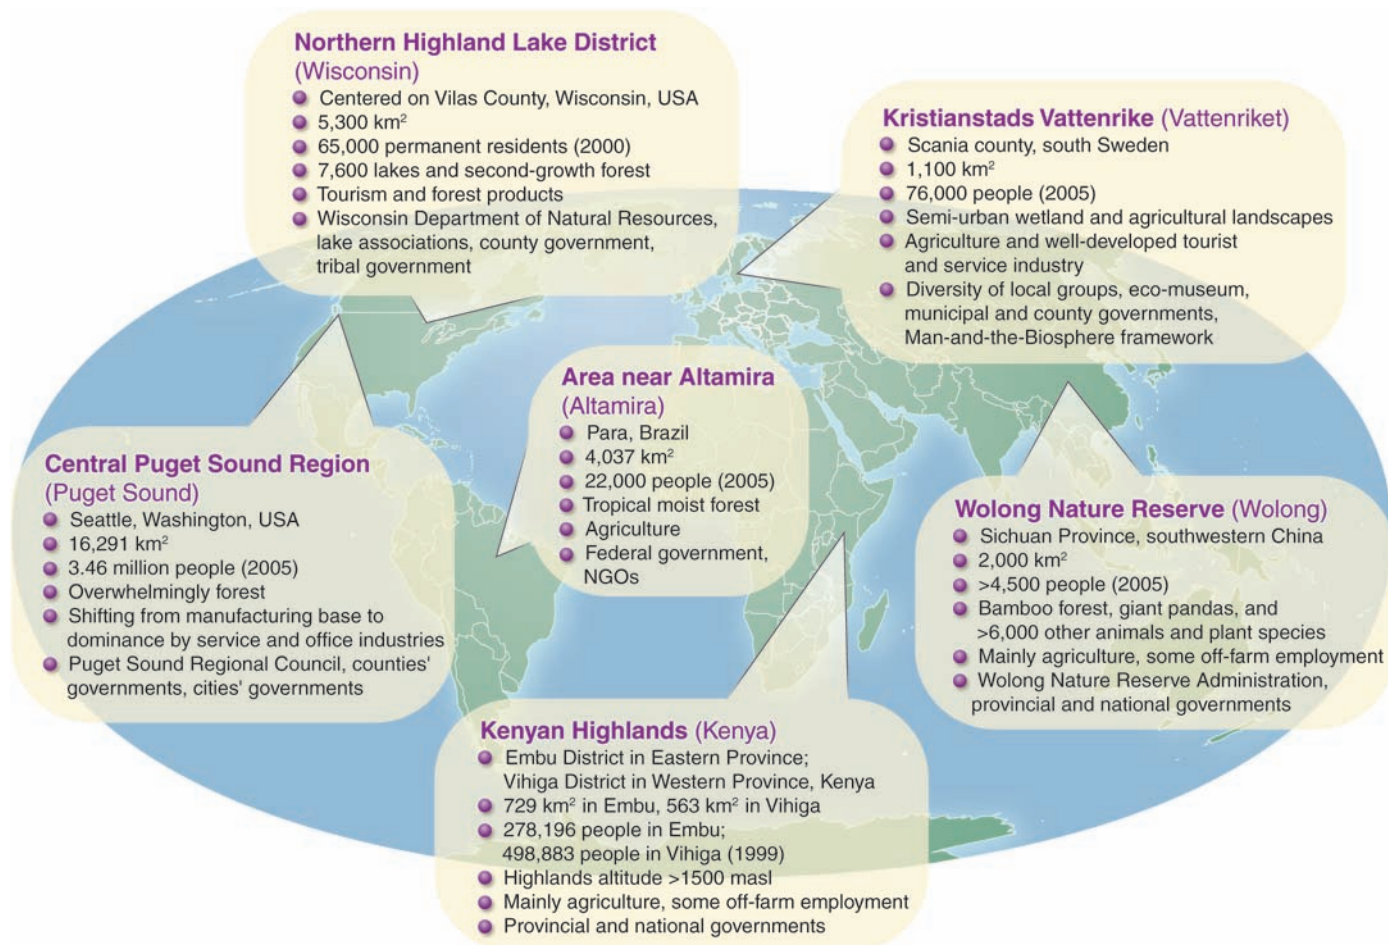 Northern Highland Lake District
(Wisconsin)
Centered on Vilas County, Wisconsin, USA
5,300 km²
65,000 permanent residents (2000)
7,600 lakes and second-growth forest
Tourism and forest products
Wisconsin Department of Natural Resources,
lake associations, county government,
tribal government
Kristianstads Vattenrike (Vattenriket)
Scania county, south Sweden
1,100 km²
76,000 people (2005)
Semi-urban wetland and agricultural landscapes
Agriculture and well-developed tourist
and service industry
Diversity of local groups, eco-museum,
municipal and county governments,
Man-and-the-Biosphere framework
Area near Altamira
(Altamira)
Para, Brazil
4,037 km²
22,000 people (2005)
Tropical moist forest
Agriculture
Federal government,
NGOs
Central Puget Sound Region
(Puget Sound)
Seattle, Washington, USA
16,291 km²
3.46 million people (2005)
Overwhelmingly forest
Shifting from manufacturing base to
dominance by service and office industries
Puget Sound Regional Council, counties'
governments, cities' governments
Wolong Nature Reserve (Wolong)
Sichuan Province, southwestern China
2,000 km²
>4,500 people (2005)
Bamboo forest, giant pandas, and
>6,000 other animals and plant species
Mainly agriculture, some off-farm employment
Wolong Nature Reserve Administration,
provincial and national governments
Kenyan Highlands (Kenya)
Embu District in Eastern Province;
Vihiga District in Western Province, Kenya
729 km² in Embu, 563 km² in Vihiga
278,196 people in Embu;
498,883 people in Vihiga (1999)
Highlands altitude >1500 masl
Mainly agriculture, some off-farm employment
Provincial and national governments